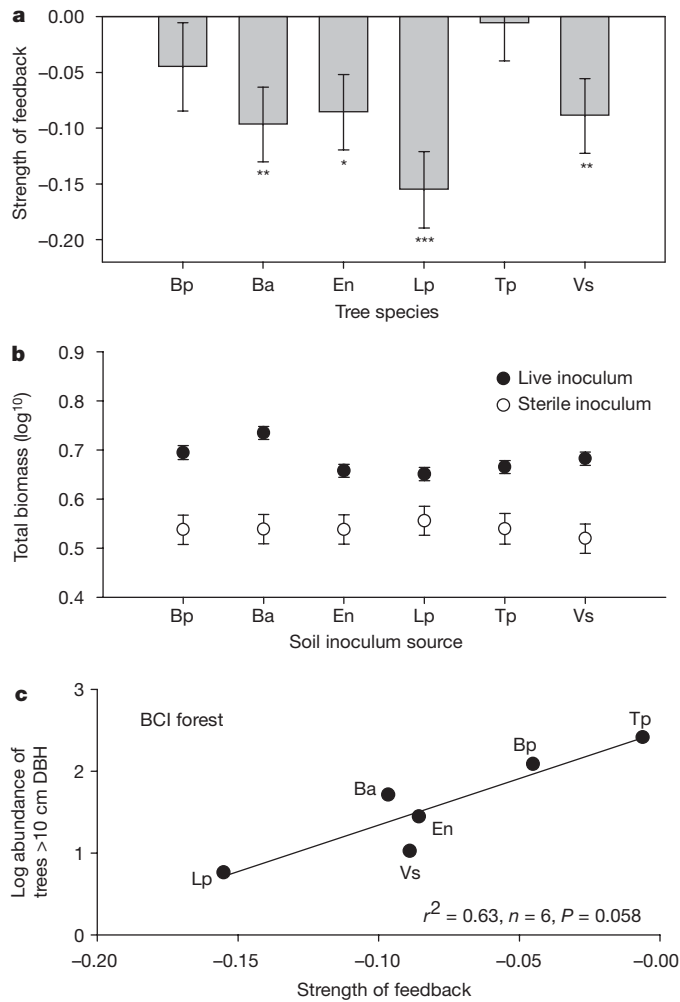 a
0.00
−0.05
−0.10
−0.15
−0.20
Strength of feedback
**
*
***
**
Bp Ba En Lp Tp Vs
Tree species
b
0.9
0.8
0.7
0.6
0.5
0.4
Total biomass (log¹⁰)
Live inoculum
Sterile inoculum
Bp Ba En Lp Tp Vs
Soil inoculum source
c
3
2
1
0
Log abundance of
trees >10 cm DBH
BCI forest
Tp
Bp
Ba
En
Vs
Lp
r² = 0.63, n = 6, P = 0.058
−0.20 −0.15 −0.10 −0.05 −0.00
Strength of feedback